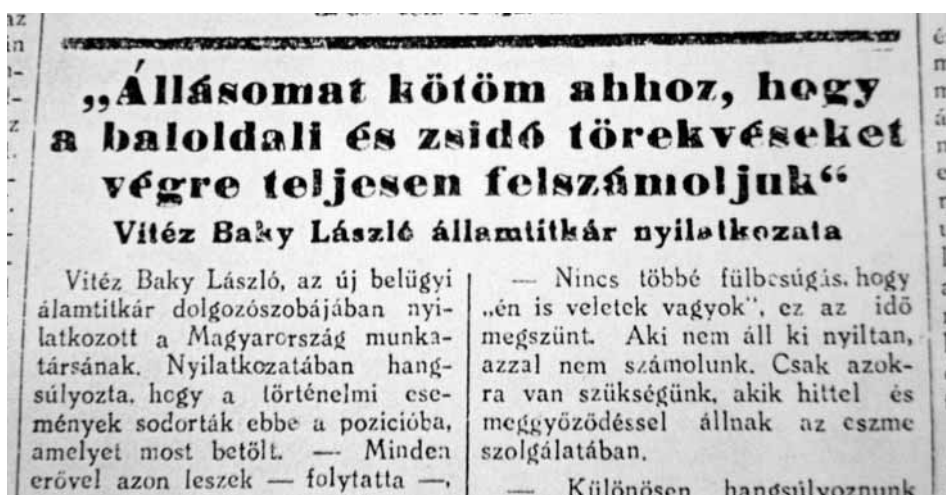 „Állásomat kötöm ahhoz, hogy
a baloldali és zsidó törekvéseket
végre teljesen felszámoljuk“
Vitéz Baky László államtitkár nyilatkozata
Vitéz Baky László, az új belügyi
álamtitkár dolgozószobájában nyi-
latkozott a Magyarország munka-
társának. Nyilatkozatában hang-
súlyozta, hogy a történelmi ese-
mények sodorták ebbe a pozicióba,
amelyet most betölt. — Minden
erővel azon leszek — folytatta —,
— Nincs többé fülbesúgás, hogy
„én is veletek vagyok", ez az idő
megszünt. Aki nem áll ki nyiltan,
azzal nem számolunk. Csak azok-
ra van szükségünk, akik hittel és
meggyőződéssel állnak az eszme
szolgálatában.
— Különösen hangsúlyoznunk